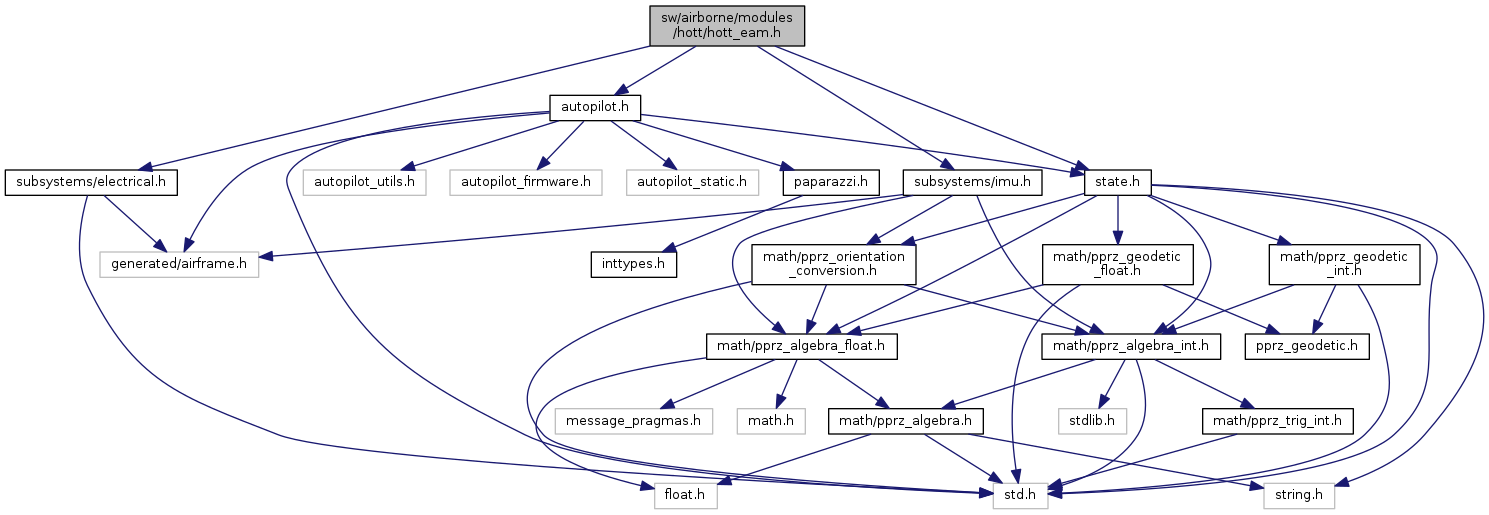 sw/airborne/modules
/hott/hott_eam.h
autopilot.h
subsystems/electrical.h
autopilot_utils.h
autopilot_firmware.h
autopilot_static.h
paparazzi.h
subsystems/imu.h
state.h
generated/airframe.h
inttypes.h
math/pprz_orientation
_conversion.h
math/pprz_geodetic
_float.h
math/pprz_geodetic
_int.h
math/pprz_algebra_float.h
math/pprz_algebra_int.h
pprz_geodetic.h
message_pragmas.h
math.h
math/pprz_algebra.h
stdlib.h
math/pprz_trig_int.h
float.h
std.h
string.h